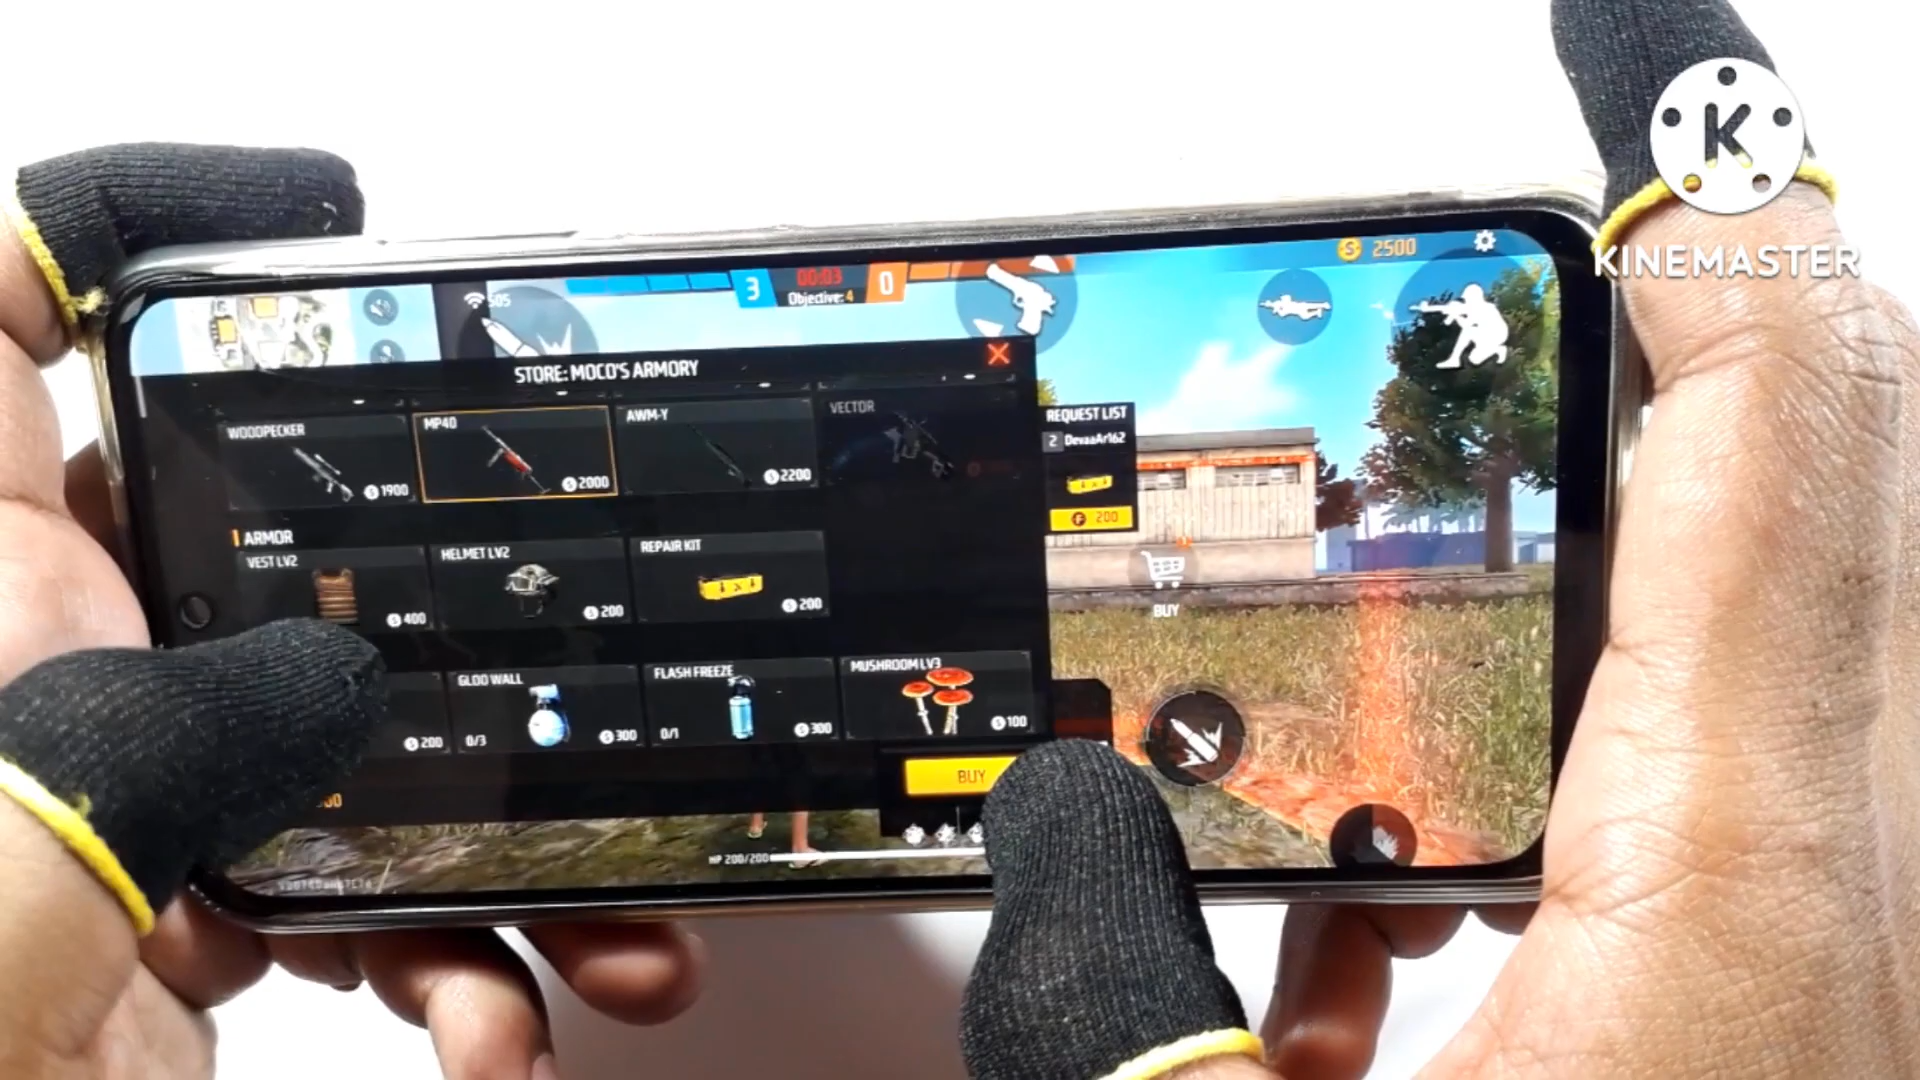 KINEMASTER
2500
505
3
00:03
0
Objective: 4
STORE: MOCO'S ARMORY
WOODPECKER
1900
MP40
2000
AWM-Y
2200
VECTOR
REQUEST LIST
2 DevaaAr162
200
ARMOR
VEST LV2
400
HELMET LV2
200
REPAIR KIT
200
BUY
200
GLOO WALL
0/3
300
FLASH FREEZE
0/1
300
MUSHROOM LV3
100
BUY
HP 200/200